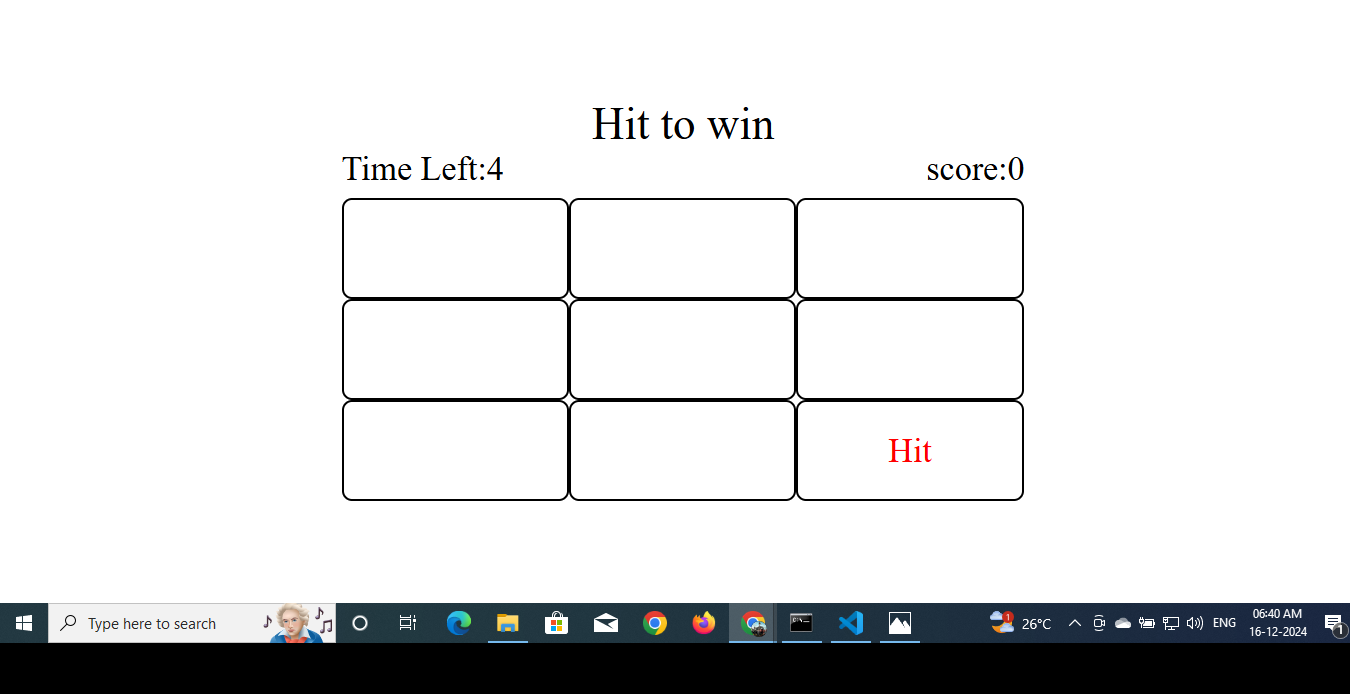 Hit to win
Time Left:4 score:0
Hit
Type here to search
1 26°C ENG 06:40 AM 1
16-12-2024